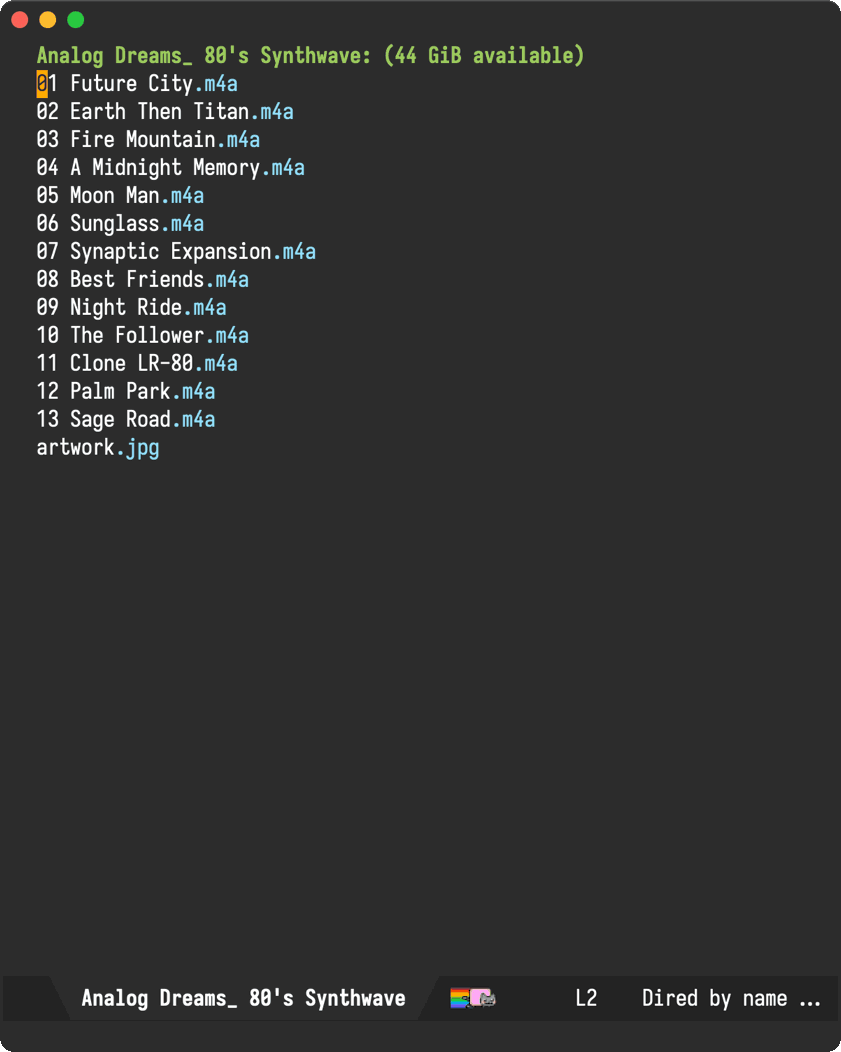 Analog Dreams_ 80's Synthwave: (44 GiB available)
01 Future City.m4a
02 Earth Then Titan.m4a
03 Fire Mountain.m4a
04 A Midnight Memory.m4a
05 Moon Man.m4a
06 Sunglass.m4a
07 Synaptic Expansion.m4a
08 Best Friends.m4a
09 Night Ride.m4a
10 The Follower.m4a
11 Clone LR-80.m4a
12 Palm Park.m4a
13 Sage Road.m4a
artwork.jpg
Analog Dreams_ 80's Synthwave L2 Dired by name ...